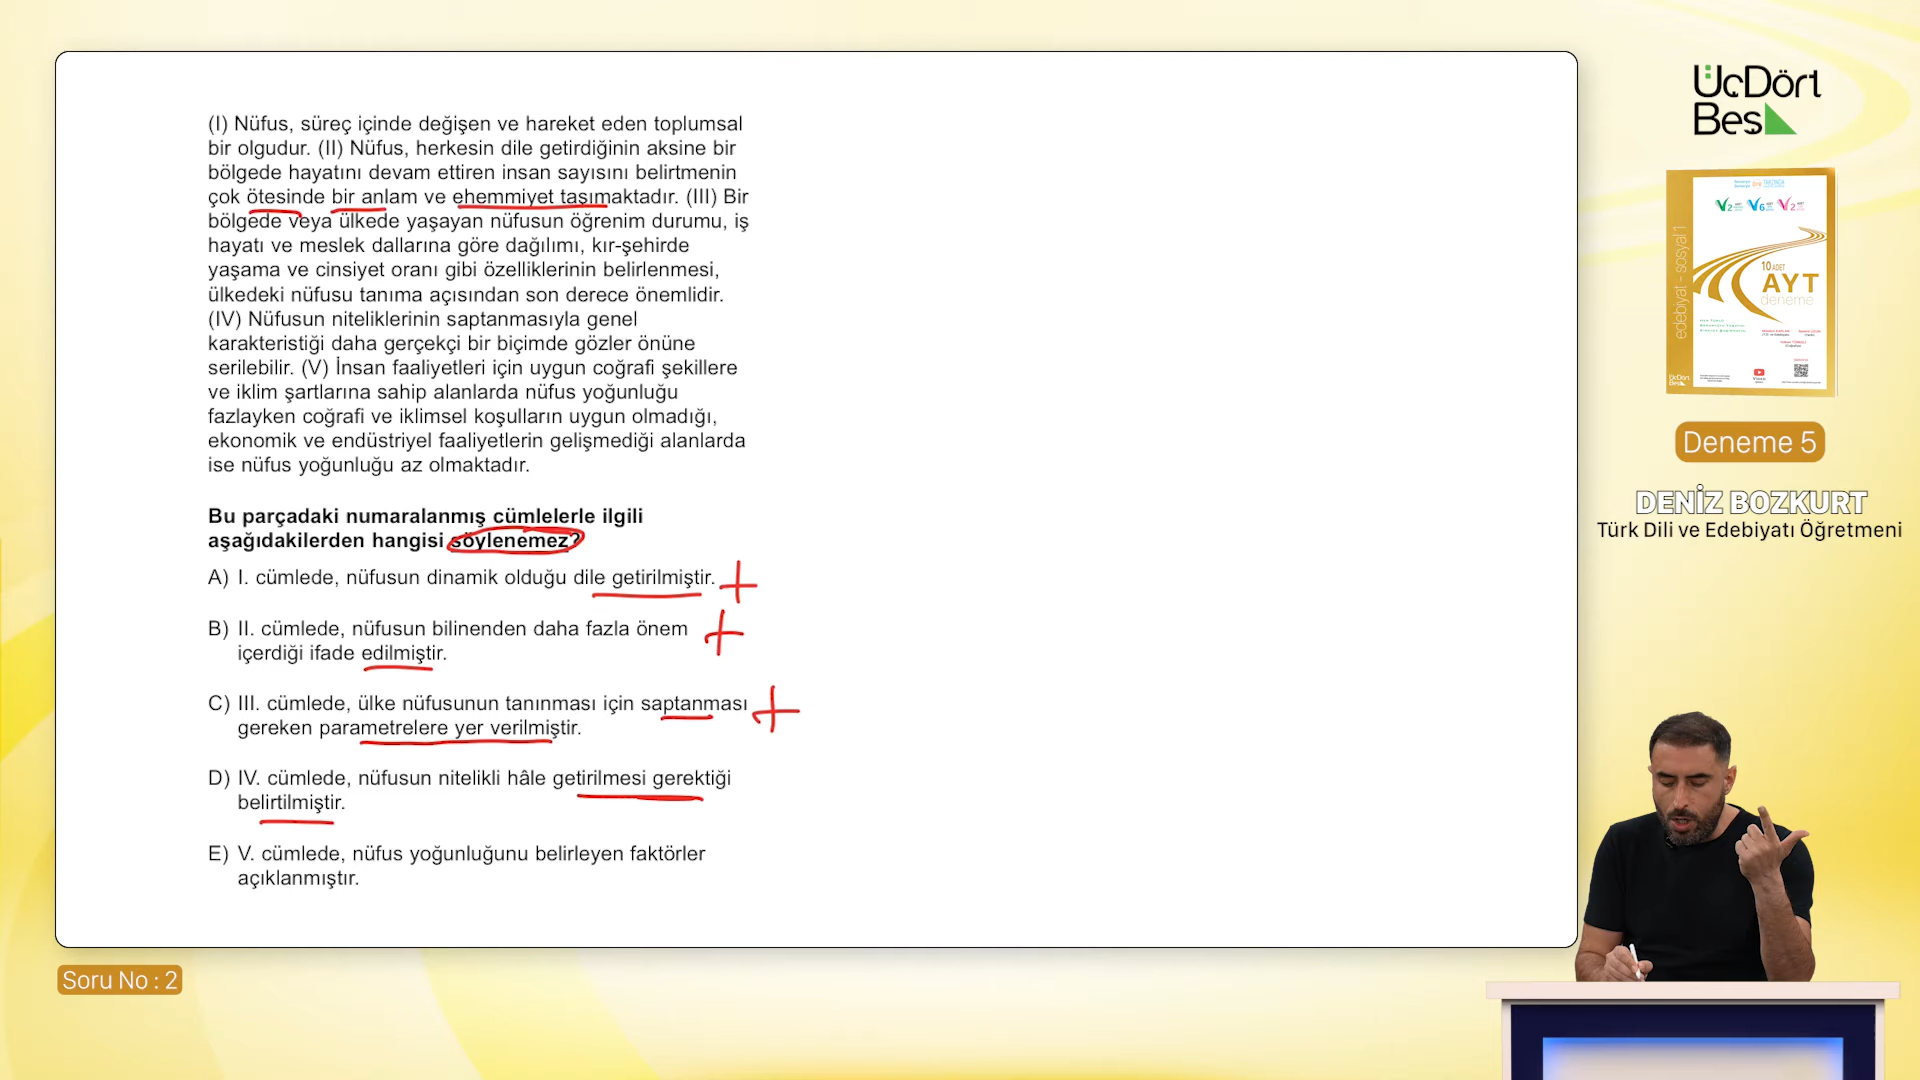 (I) Nüfus, süreç içinde değişen ve hareket eden toplumsal
bir olgudur. (II) Nüfus, herkesin dile getirdiğinin aksine bir
bölgede hayatını devam ettiren insan sayısını belirtmenin
çok ötesinde bir anlam ve ehemmiyet taşımaktadır. (III) Bir
bölgede veya ülkede yaşayan nüfusun öğrenim durumu, iş
hayatı ve meslek dallarına göre dağılımı, kır-şehirde
yaşama ve cinsiyet oranı gibi özelliklerinin belirlenmesi,
ülkedeki nüfusu tanıma açısından son derece önemlidir.
(IV) Nüfusun niteliklerinin saptanmasıyla genel
karakteristiği daha gerçekçi bir biçimde gözler önüne
serilebilir. (V) İnsan faaliyetleri için uygun coğrafi şekillere
ve iklim şartlarına sahip alanlarda nüfus yoğunluğu
fazlayken coğrafi ve iklimsel koşulların uygun olmadığı,
ekonomik ve endüstriyel faaliyetlerin gelişmediği alanlarda
ise nüfus yoğunluğu az olmaktadır.
Bu parçadaki numaralanmış cümlelerle ilgili
aşağıdakilerden hangisi söylenemez?
A) I. cümlede, nüfusun dinamik olduğu dile getirilmiştir.
B) II. cümlede, nüfusun bilinenden daha fazla önem
içerdiği ifade edilmiştir.
C) III. cümlede, ülke nüfusunun tanınması için saptanması
gereken parametrelere yer verilmiştir.
D) IV. cümlede, nüfusun nitelikli hâle getirilmesi gerektiği
belirtilmiştir.
E) V. cümlede, nüfus yoğunluğunu belirleyen faktörler
açıklanmıştır.
Soru No : 2
ÜçDört
Beş
edebiyat - sosyal 1
10 ADET
AYT
deneme
Deneme 5
DENİZ BOZKURT
Türk Dili ve Edebiyatı Öğretmeni